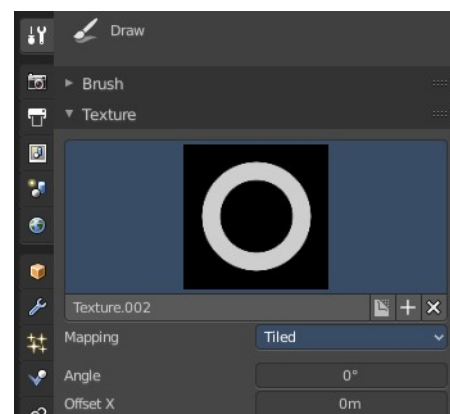 Draw
Brush
Texture
Texture.002
Mapping Tiled
Angle 0°
Offset X 0m